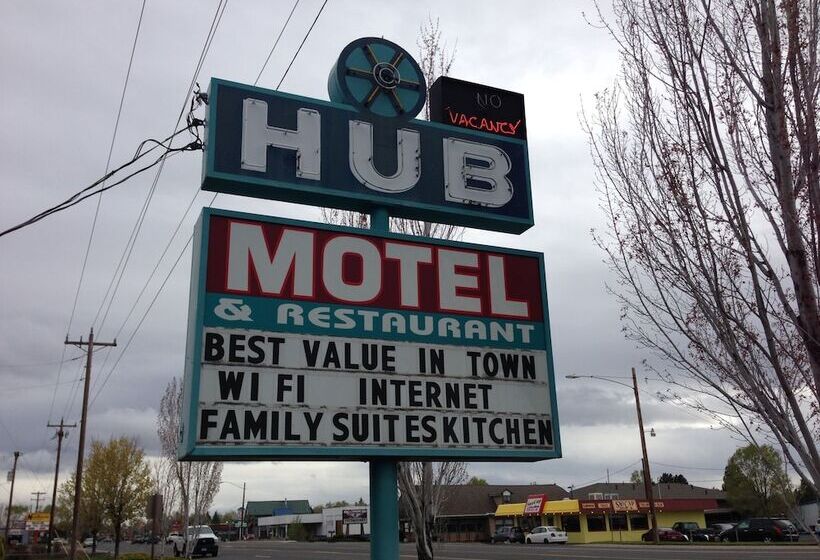 NO
VACANCY
HUB
MOTEL
& RESTAURANT
BEST VALUE IN TOWN
WI FI INTERNET
FAMILY SUITES KITCHEN